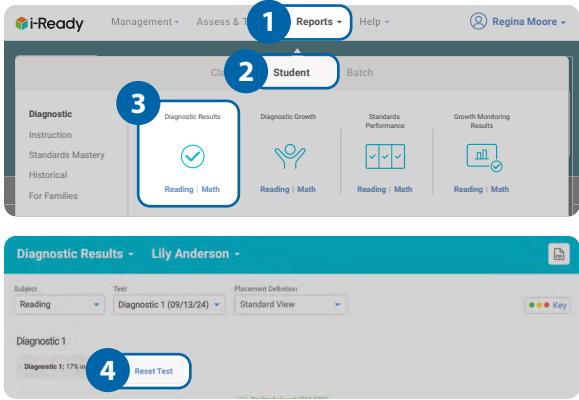 i-Ready Management Assess & T 1 Reports Help Regina Moore
Cla 2 Student Batch
3
Diagnostic
Instruction
Standards Mastery
Historical
For Families
Diagnostic Results
Reading | Math
Diagnostic Growth
Reading | Math
Standards
Performance
Reading | Math
Growth Monitoring
Results
Reading | Math
Diagnostic Results Lily Anderson
PDF
Subject Test Placement Definition
Reading Diagnostic 1 (09/13/24) Standard View Key
Diagnostic 1
Diagnostic 1: 17% in 4 Reset Test